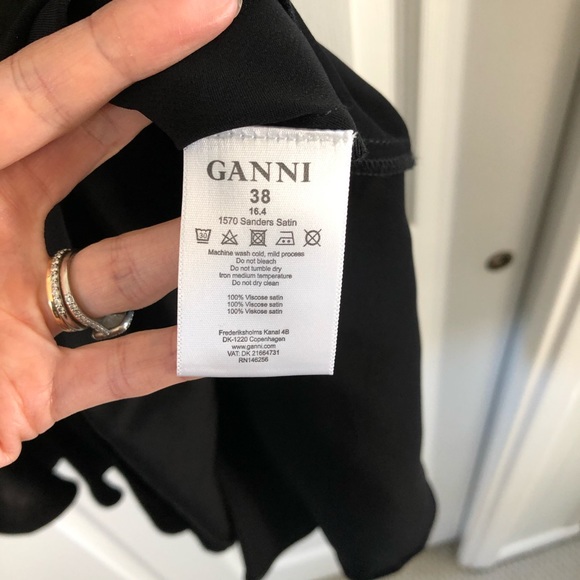 GANNI
38
16.4
1570 Sanders Satin
30
Machine wash cold, mild process
Do not bleach
Do not tumble dry
Iron medium temperature
Do not dry clean
100% Viscose satin
100% Viscose satin
100% Viskose satin
Frederiksholms Kanal 4B
DK-1220 Copenhagen
www.ganni.com
VAT: DK 21664731
RN146256